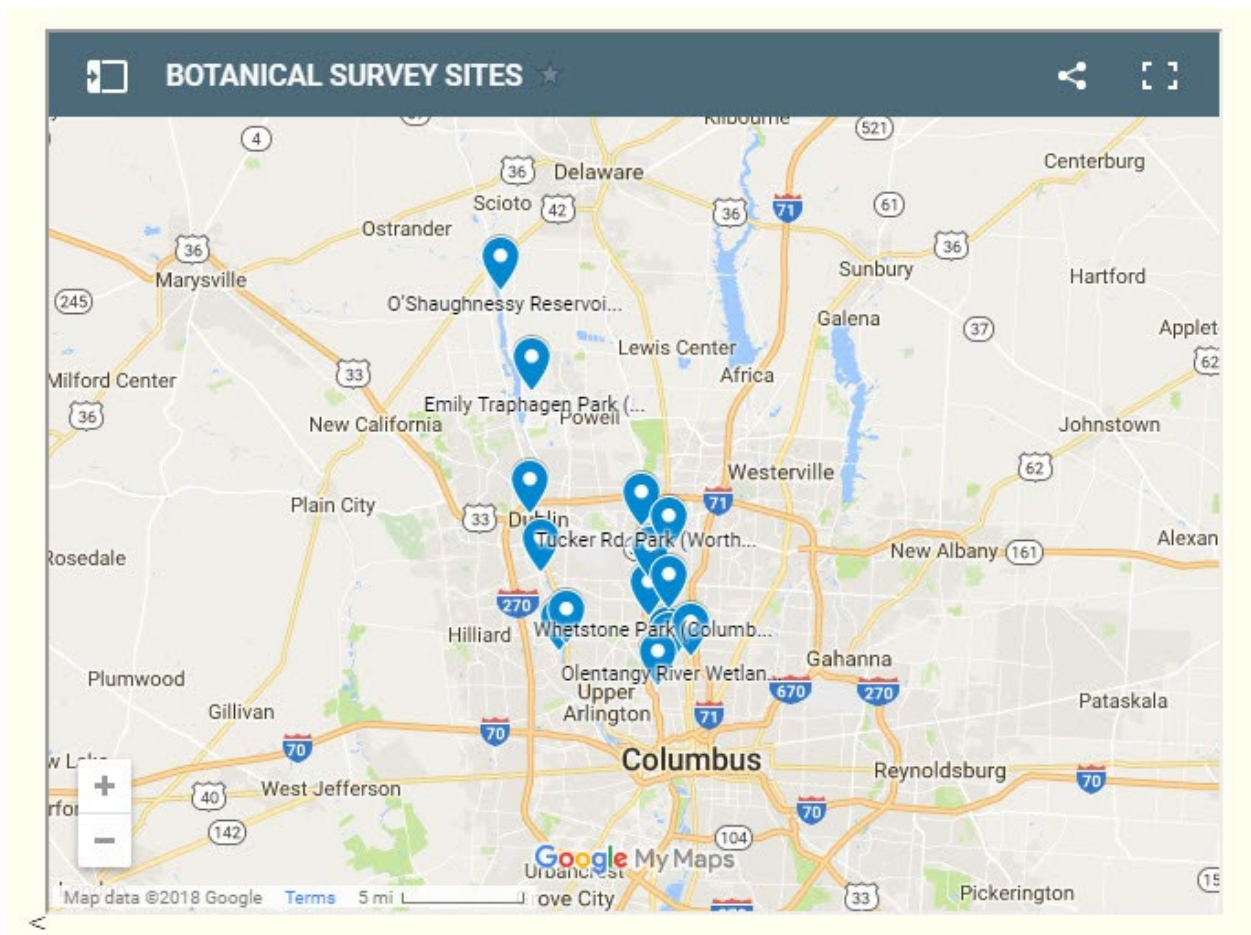 BOTANICAL SURVEY SITES
Kilbourne
521
4
Centerburg
36
Delaware
Scioto
42
36
71
61
Ostrander
36
36
Sunbury
Marysville
Hartford
245
O'Shaughnessy Reservoi...
Galena
37
Applet
Lewis Center
62
Africa
33
Milford Center
36
Emily Traphagen Park (...
Powell
New California
Johnstown
Westerville
62
71
Plain City
33
Dublin
Tucker Rd. Park (Worth...
Alexan
Rosedale
New Albany
161
270
Hilliard
Whetstone Park (Columb...
Gahanna
Olentangy River Wetlan...
Plumwood
Upper
Arlington
670
270
Pataskala
Gillivan
71
70
70
Columbus
Reynoldsburg
70
West Jefferson
40
70
142
104
Google My Maps
Urbancrest
Map data ©2018 Google
Terms
5 mi
rove City
33
Pickerington
15
<